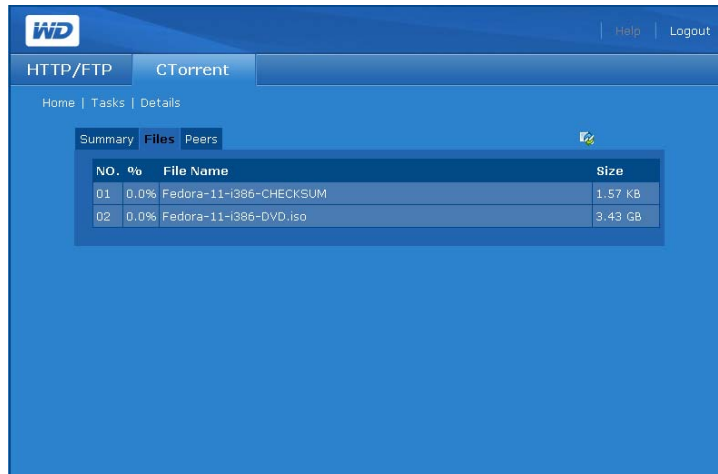 WD
Help | Logout
HTTP/FTP CTorrent
Home | Tasks | Details
Summary Files Peers
NO. % File Name Size
01 0.0% Fedora-11-i386-CHECKSUM 1.57 KB
02 0.0% Fedora-11-i386-DVD.iso 3.43 GB